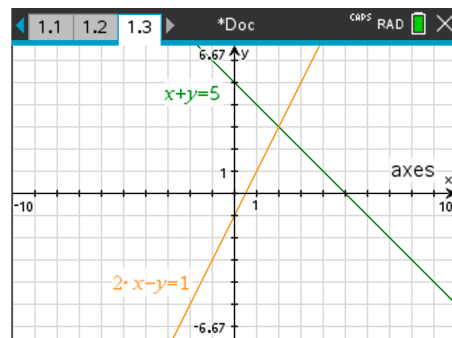 1.1 1.2 1.3 *Doc CAPS RAD
6.67 y
x+y=5
1
axes x
-10 1 10
2· x−y=1
-6.67